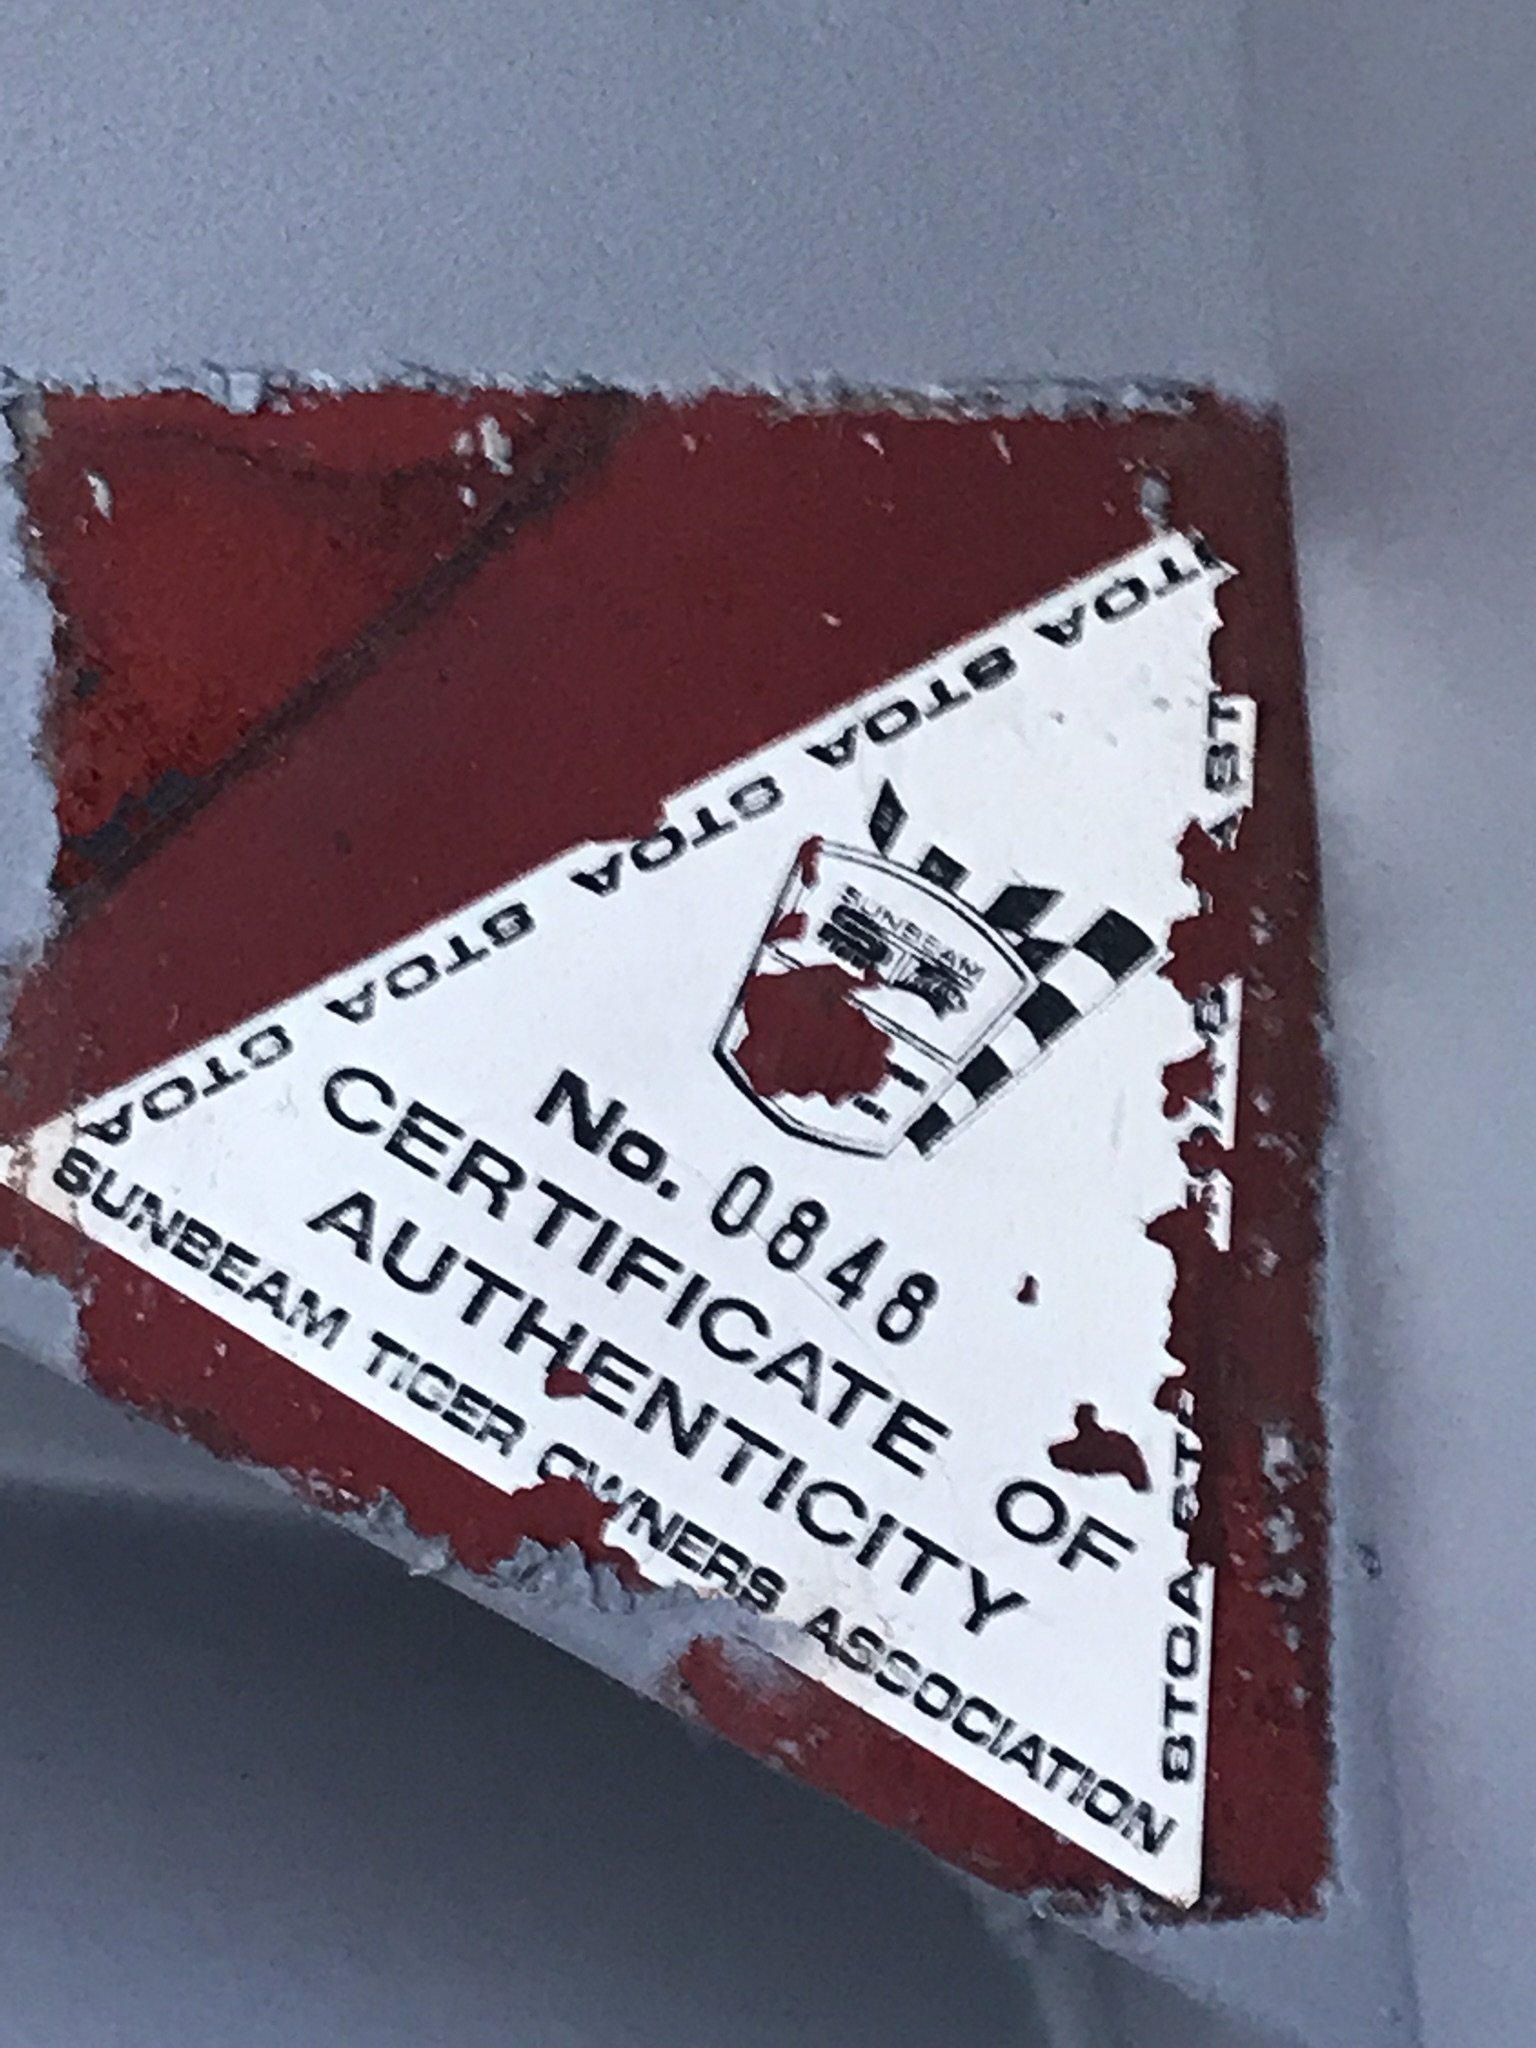 STOA STOA STOA STOA STOA
SUNBEAM
No. 0848
CERTIFICATE OF
AUTHENTICITY
SUNBEAM TIGER OWNERS ASSOCIATION
STOA